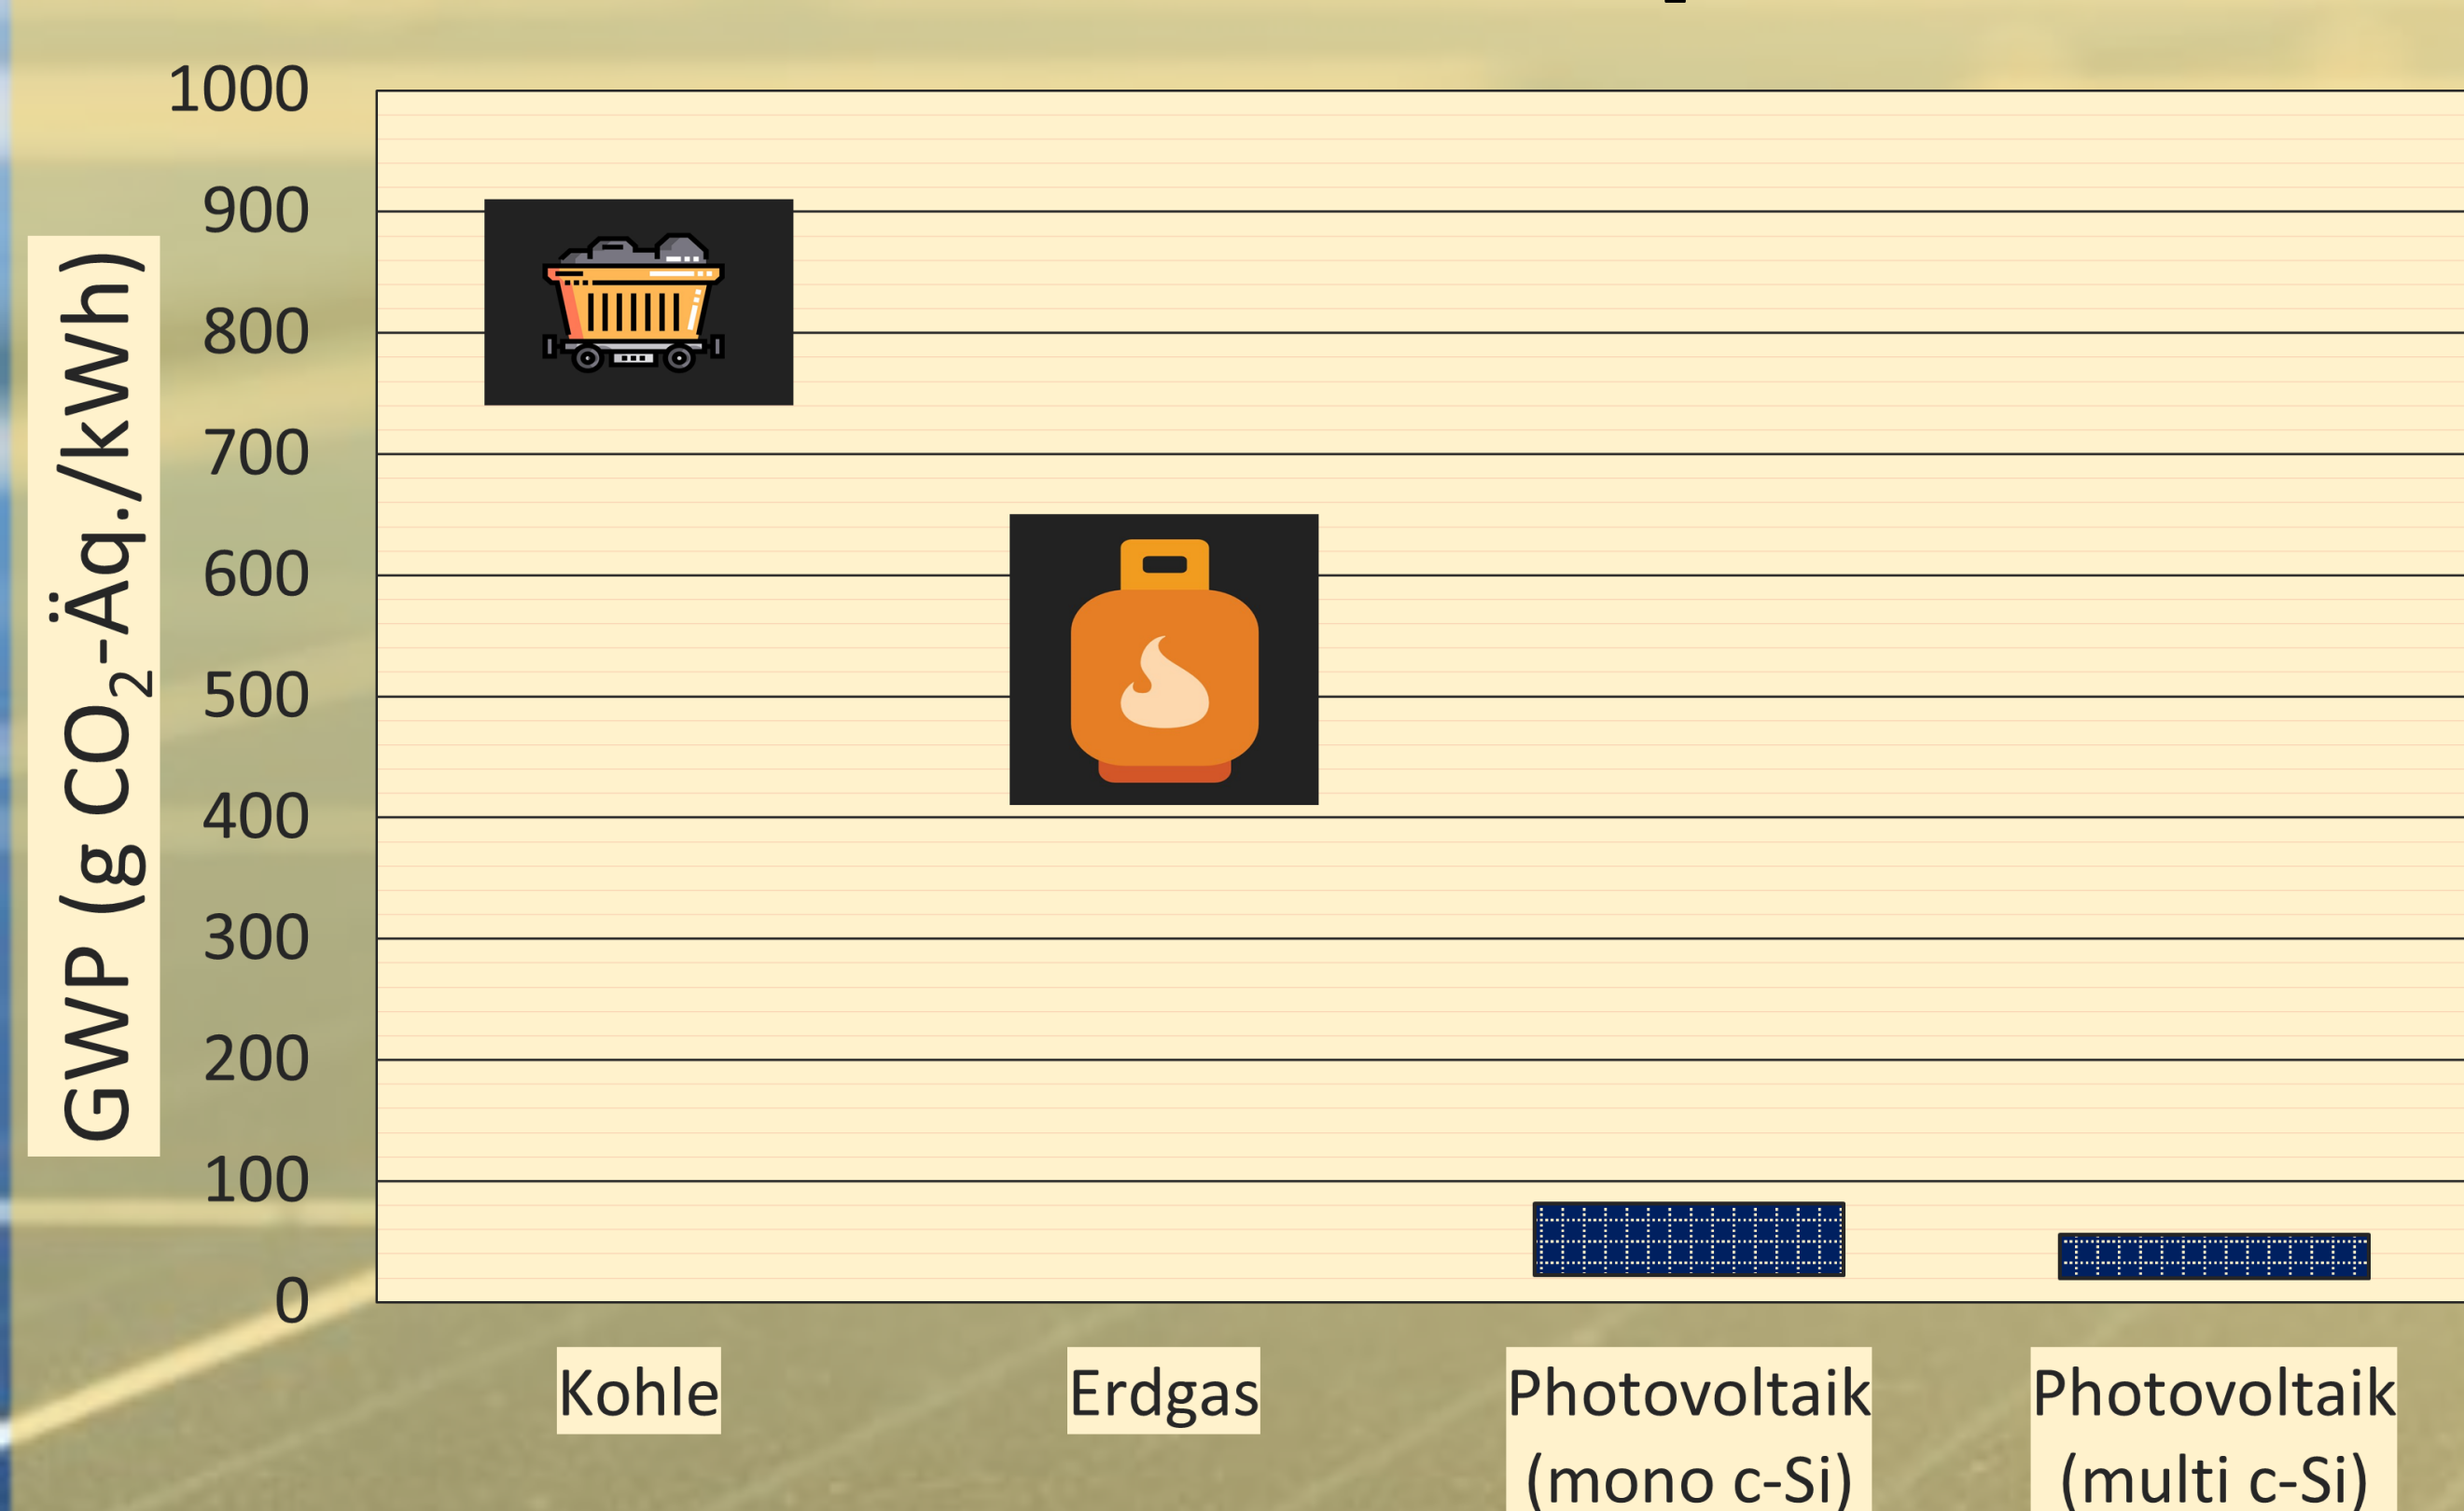 1000
900
800
700
600
500
400
300
200
100
0
GWP (g CO₂-Äq./kWh)
Kohle
Erdgas
Photovoltaik
(mono c-Si)
Photovoltaik
(multi c-Si)